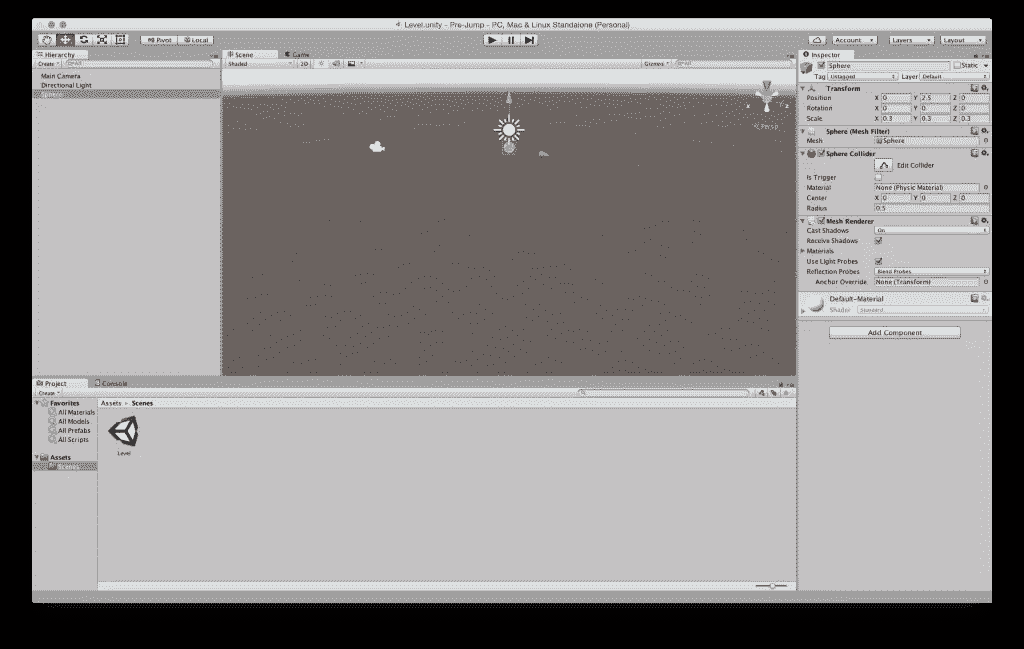 Level.unity - Pre-Jump - PC, Mac & Linux Standalone (Personal)
Pivot Local Account Layers Layout
Hierarchy
Create
Main Camera
Directional Light
Scene Game
Shaded 2D Gizmos
Persp
Inspector
Sphere Static
Tag Untagged Layer Default
Transform
Position X 0 Y 2.5 Z 0
Rotation X 0 Y 0 Z 0
Scale X 0.3 Y 0.3 Z 0.3
Sphere (Mesh Filter)
Mesh Sphere
Sphere Collider
Edit Collider
Is Trigger
Material None (Physic Material)
Center X 0 Y 0 Z 0
Radius 0.5
Mesh Renderer
Cast Shadows On
Receive Shadows
Materials
Use Light Probes
Reflection Probes Blend Probes
Anchor Override None (Transform)
Default-Material
Shader Standard
Add Component
Project Console
Create
Favorites
All Materials
All Models
All Prefabs
All Scripts
Assets
Assets Scenes
Level